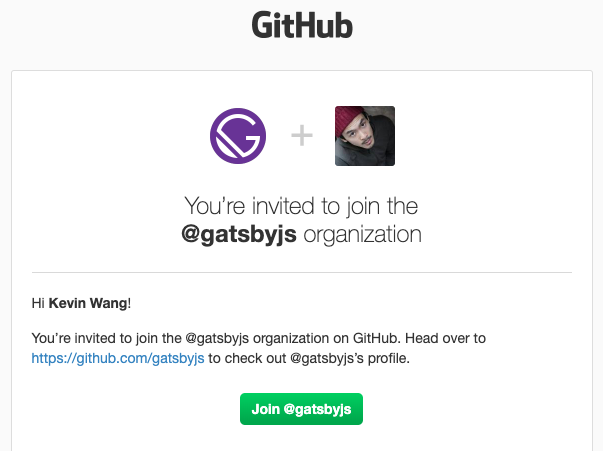 GitHub
You’re invited to join the
@gatsbyjs organization
Hi Kevin Wang!
You’re invited to join the @gatsbyjs organization on GitHub. Head over to
https://github.com/gatsbyjs to check out @gatsbyjs’s profile.
Join @gatsbyjs